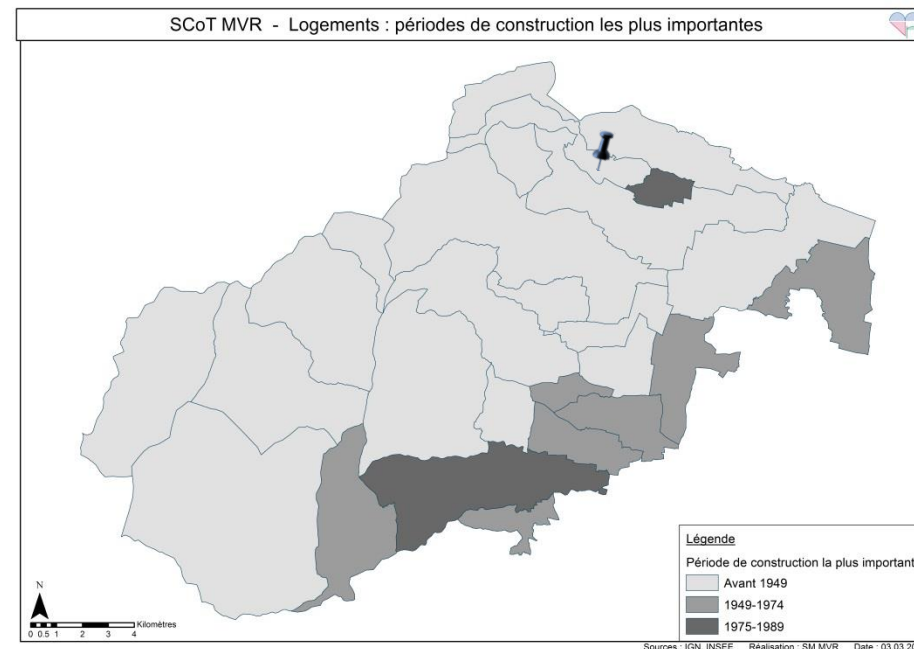 SCoT MVR - Logements : périodes de construction les plus importantes
Légende
Période de construction la plus important
Avant 1949
1949-1974
1975-1989
N
0 0.5 1 2 3 4 Kilomètres
Sources : IGN, INSEE Réalisation : SM MVR Date : 03.03.20